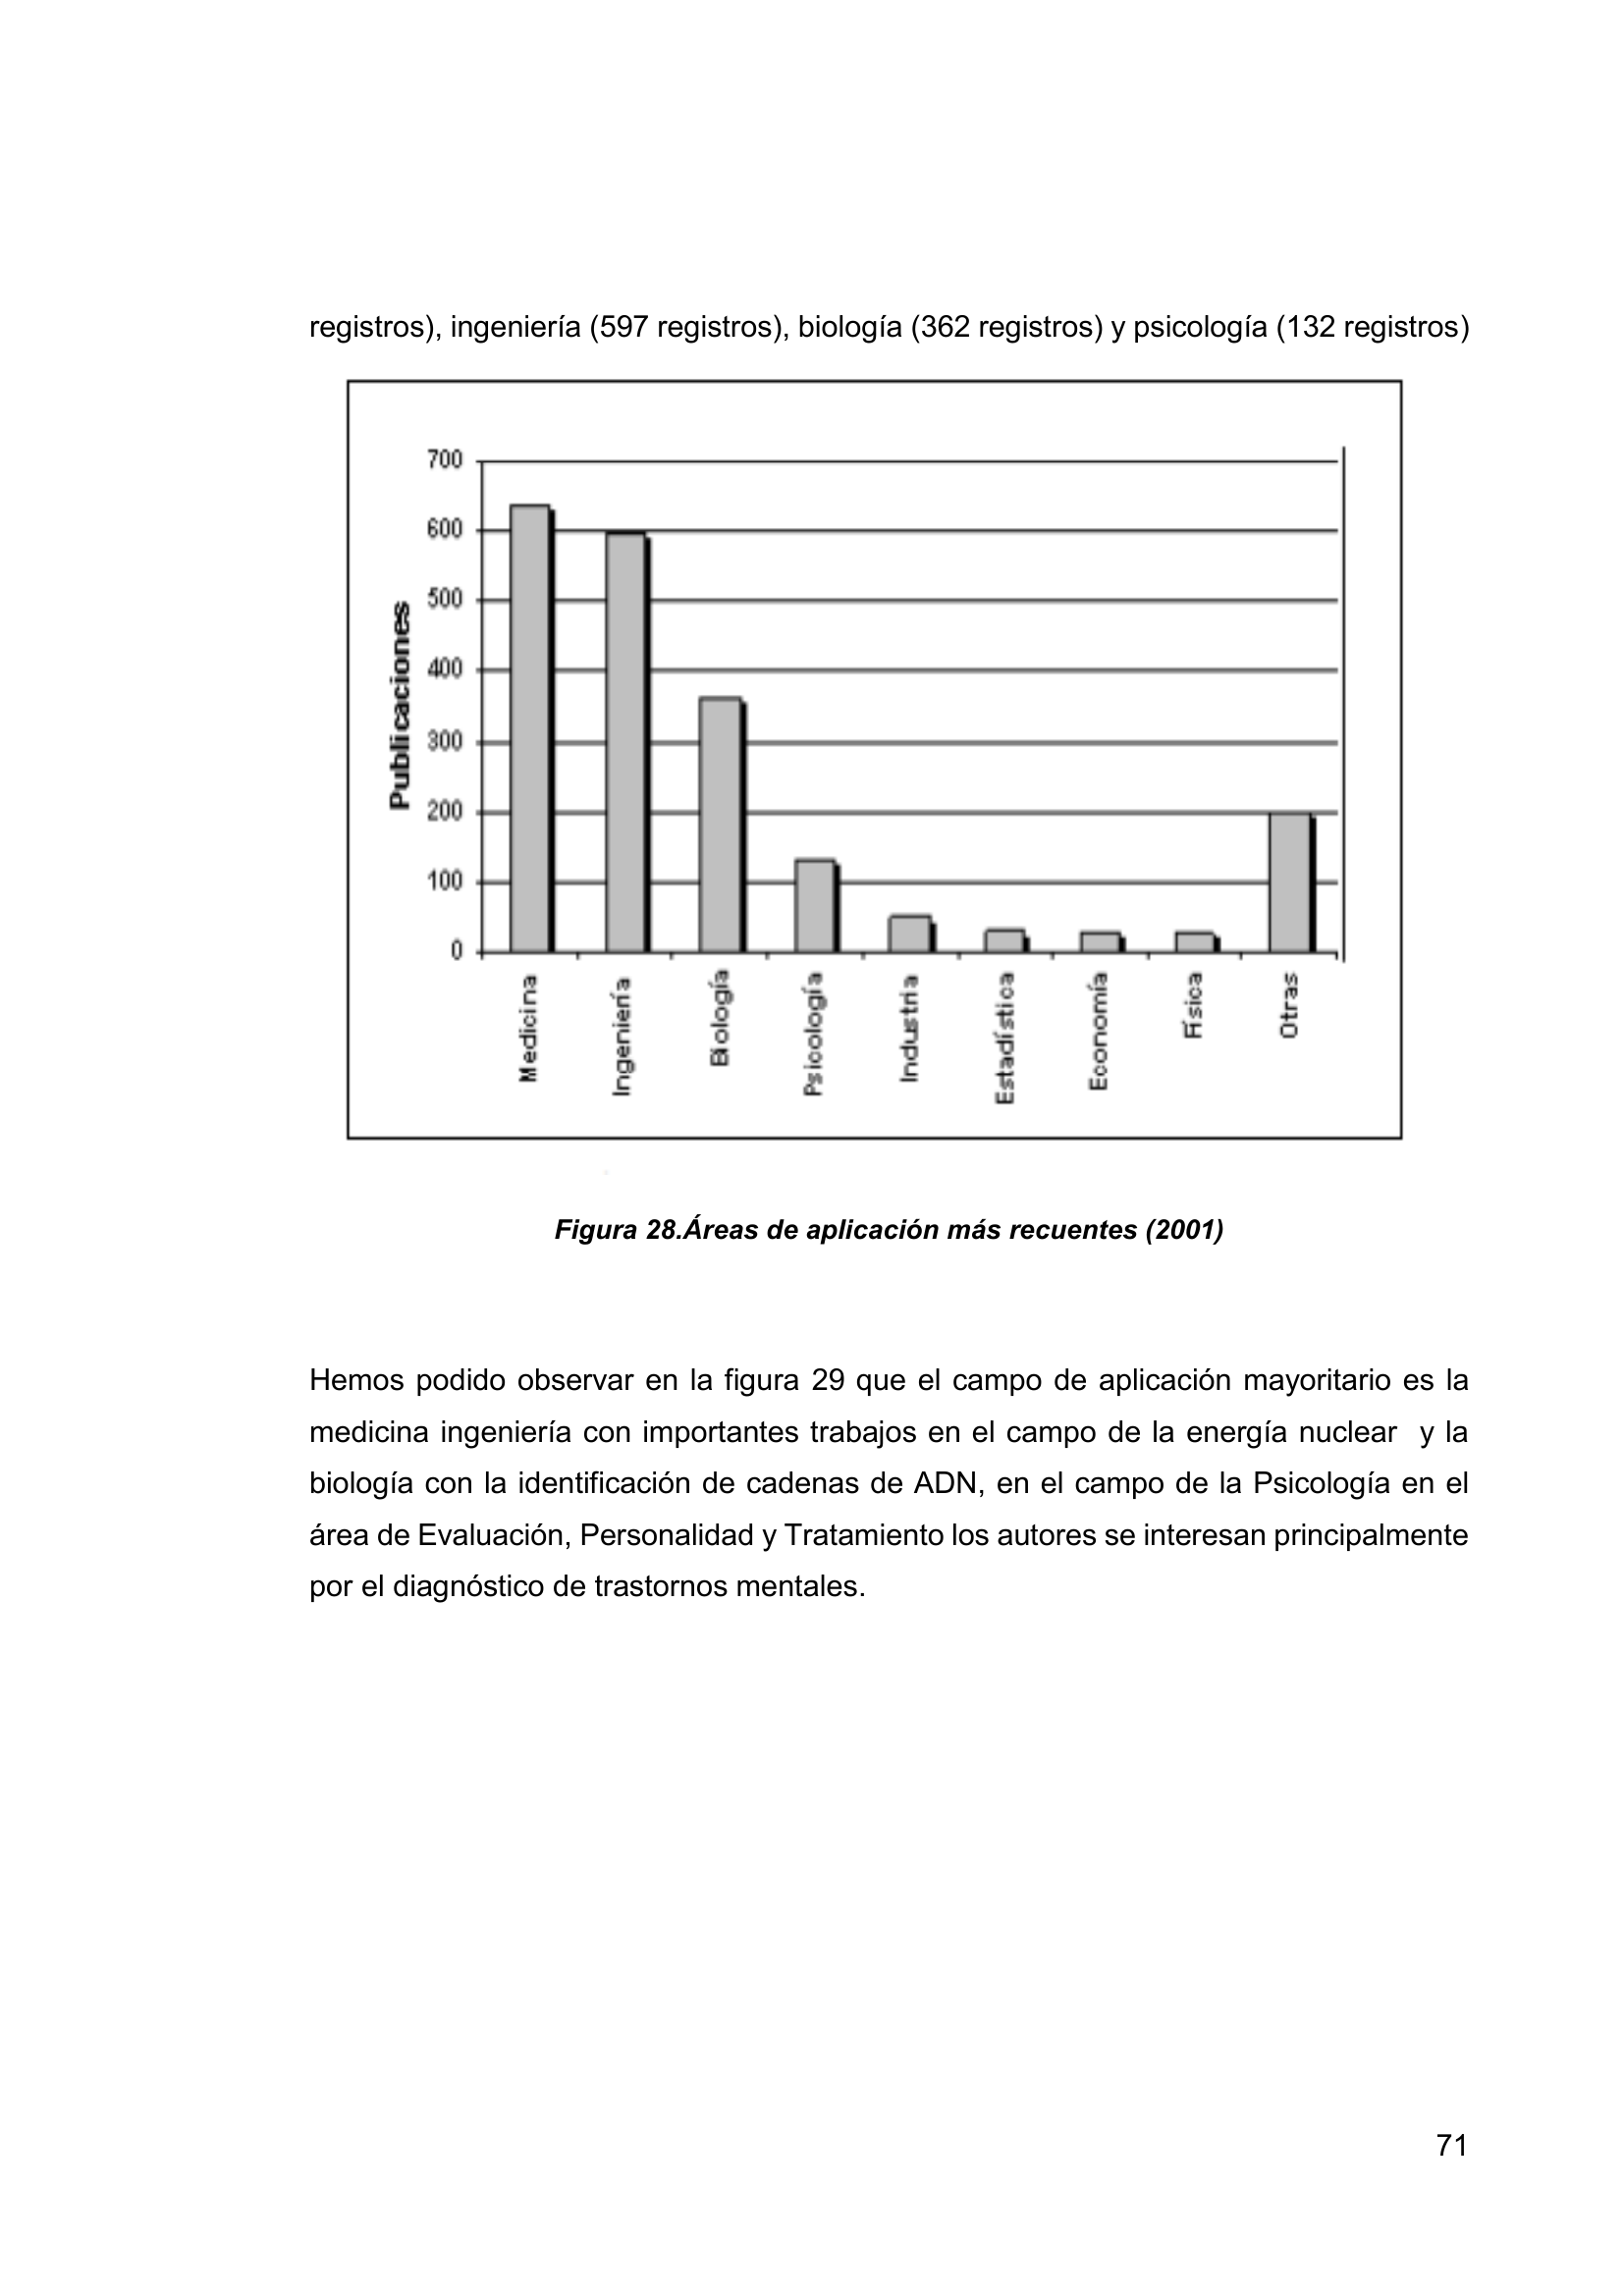 registros), ingeniería (597 registros), biología (362 registros) y psicología (132 registros)
700
600
500
400
300
200
100
0
Publicaciones
Medicina
Ingeniería
Biología
Psicología
Industria
Estadística
Economía
Física
Otras
Figura 28.Áreas de aplicación más recuentes (2001)
Hemos podido observar en la figura 29 que el campo de aplicación mayoritario es la
medicina ingeniería con importantes trabajos en el campo de la energía nuclear  y la
biología con la identificación de cadenas de ADN, en el campo de la Psicología en el
área de Evaluación, Personalidad y Tratamiento los autores se interesan principalmente
por el diagnóstico de trastornos mentales.
71